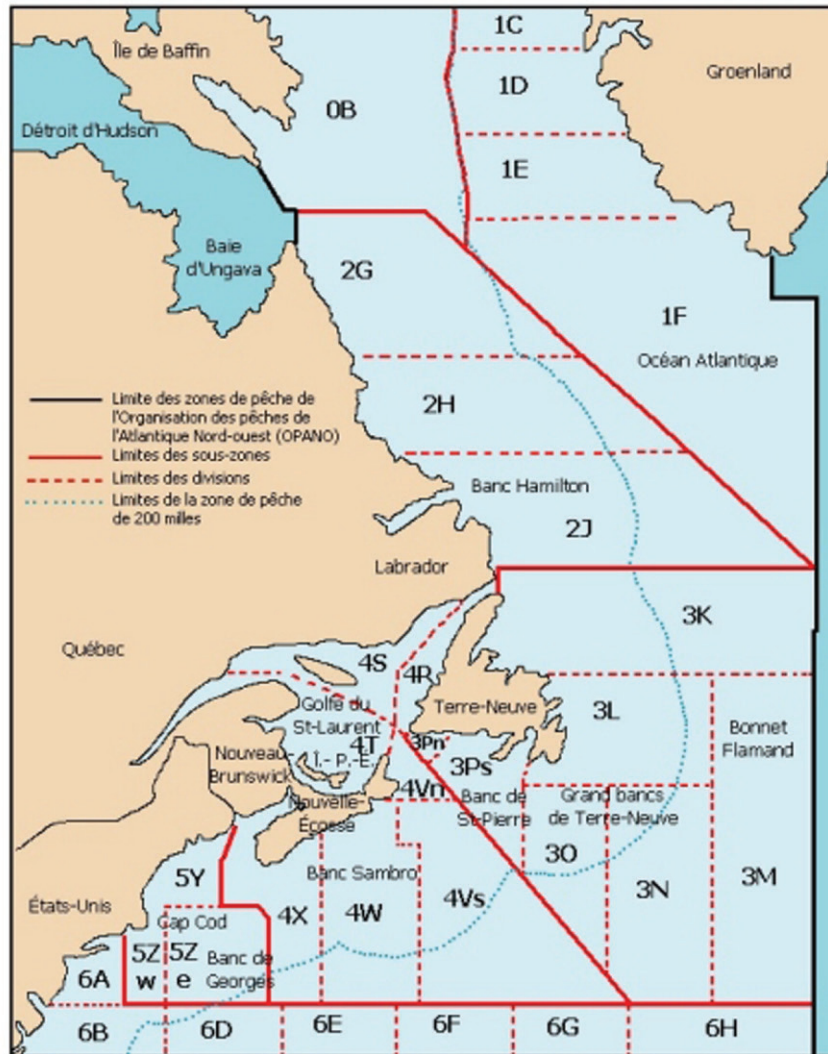 1C
Île de Baffin
Groenland
1D
0B
Détroit d'Hudson
1E
Baie
d'Ungava
2G
1F
Océan Atlantique
Limite des zones de pêche de
l'Organisation des pêches de
l'Atlantique Nord-ouest (OPANO)
Limites des sous-zones
Limites des divisions
Limites de la zone de pêche
de 200 milles
2H
Banc Hamilton
2J
Labrador
3K
Québec
4S
4R
Golfe du
St-Laurent
Terre-Neuve
3L
Bonnet
Flamand
4T
Î.- P.-É.
3Pn
3Ps
Nouveau-
Brunswick
4Vn
Banc de
St-Pierre
Grand bancs
de Terre-Neuve
Nouvelle-
Écosse
3O
3N
3M
5Y
Banc Sambro
4Vs
États-Unis
Cap Cod
4X
4W
5Z
w
5Z
e
Banc de
Georges
6A
6B
6D
6E
6F
6G
6H